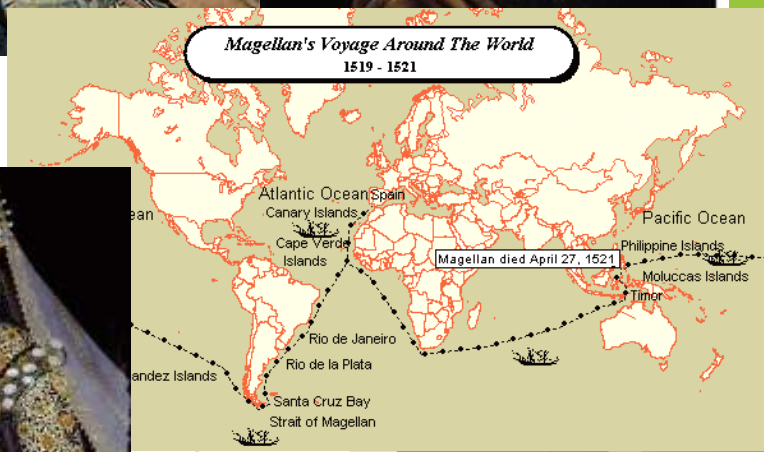 Magellan's Voyage Around The World
1519 - 1521
Atlantic Ocean
Spain
Canary Islands
Cape Verde
Islands
Pacific Ocean
Philippine Islands
Magellan died April 27, 1521
Moluccas Islands
Timor
Rio de Janeiro
Rio de la Plata
andez Islands
Santa Cruz Bay
Strait of Magellan